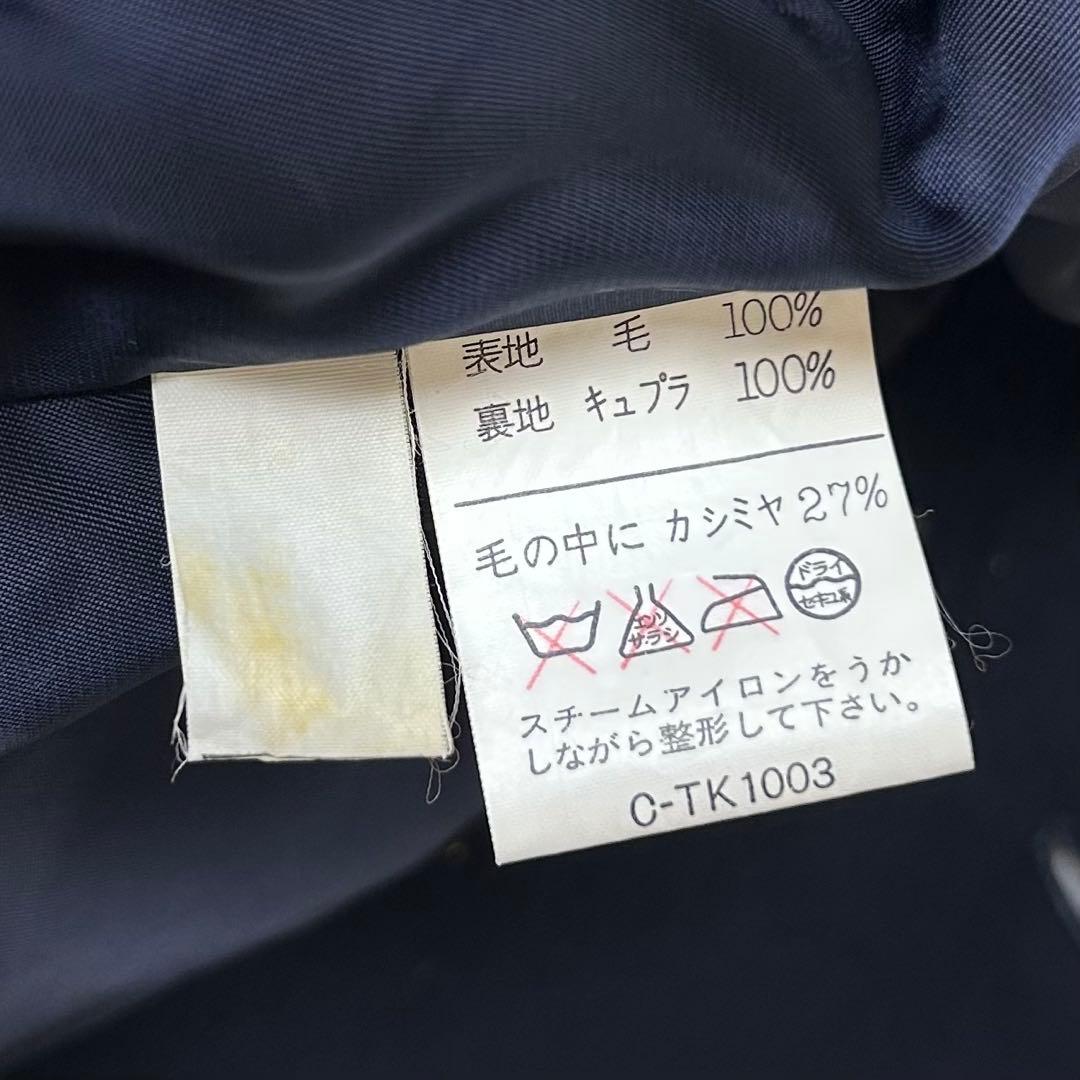 表地 毛 100%
裏地 キュプラ 100%
毛の中に カシミヤ 27%
エンソ
サラシ
ドライ
セキユ系
スチームアイロンをうか
しながら整形して下さい。
C-TK1003